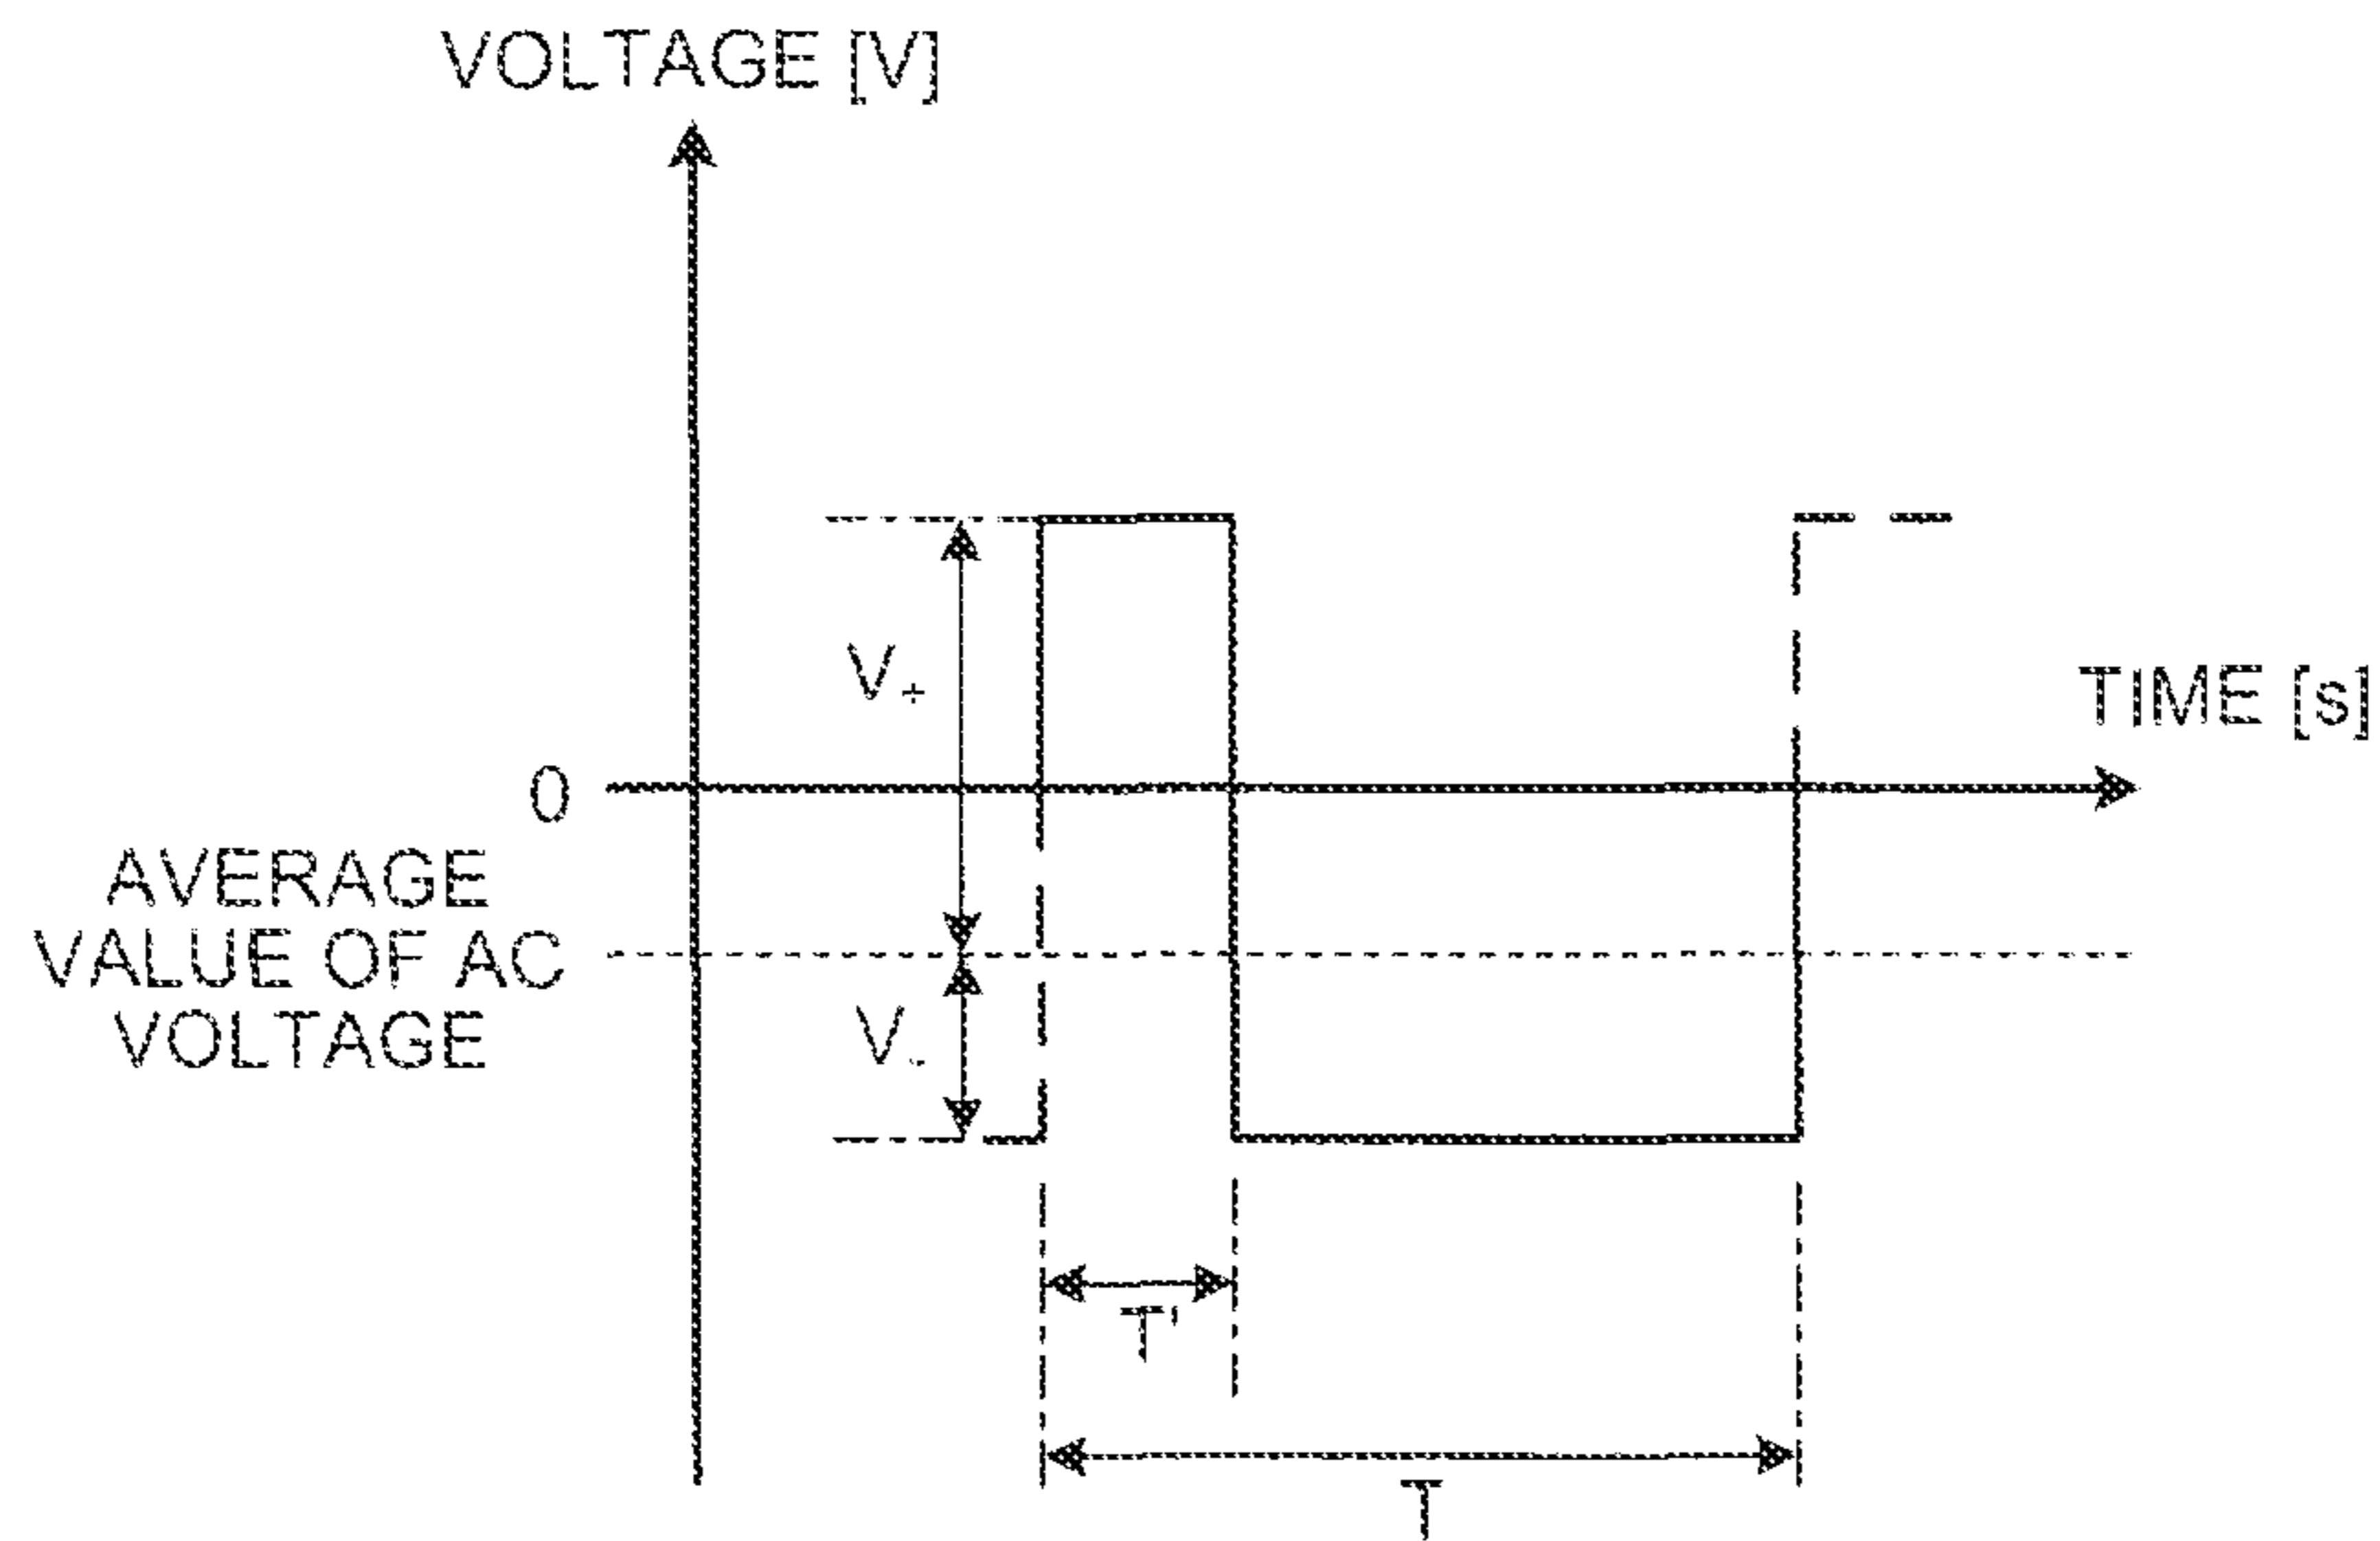 VOLTAGE [V]
V+
TIME [s]
0
AVERAGE
VALUE OF AC
VOLTAGE
V-
T'
T